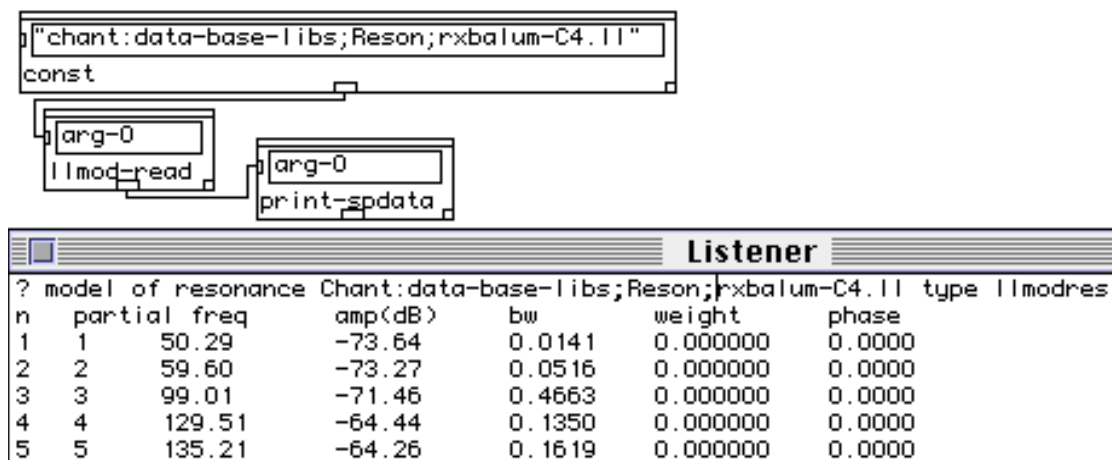 "chant:data-base-libs;Reson;rxbalum-C4.ll"
const
arg-0
llmod-read
arg-0
print-spdata
Listener
? model of resonance Chant:data-base-libs;Reson;rxbalum-C4.ll type llmodres
n partial freq amp(dB) bw weight phase
1 1 50.29 -73.64 0.0141 0.000000 0.0000
2 2 59.60 -73.27 0.0516 0.000000 0.0000
3 3 99.01 -71.46 0.4663 0.000000 0.0000
4 4 129.51 -64.44 0.1350 0.000000 0.0000
5 5 135.21 -64.26 0.1619 0.000000 0.0000